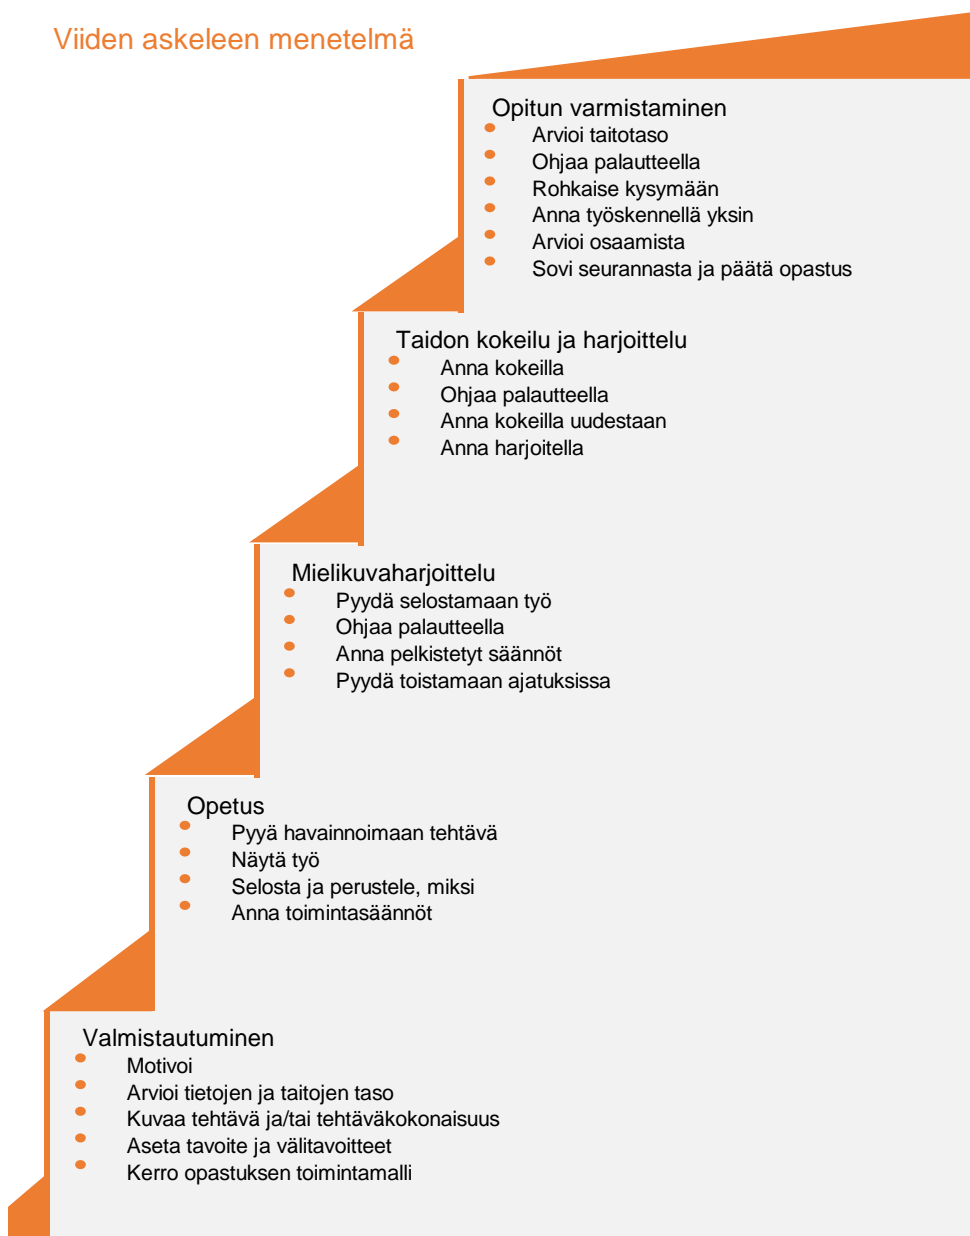 Viiden askeleen menetelmä
Opitun varmistaminen
• Arvioi taitotaso
• Ohjaa palautteella
• Rohkaise kysymään
• Anna työskennellä yksin
• Arvioi osaamista
• Sovi seurannasta ja päätä opastus
Taidon kokeilu ja harjoittelu
• Anna kokeilla
• Ohjaa palautteella
• Anna kokeilla uudestaan
• Anna harjoitella
Mielikuvaharjoittelu
• Pyydä selostamaan työ
• Ohjaa palautteella
• Anna pelkistetyt säännöt
• Pyydä toistamaan ajatuksissa
Opetus
• Pyyä havainnoimaan tehtävä
• Näytä työ
• Selosta ja perustele, miksi
• Anna toimintasäännöt
Valmistautuminen
• Motivoi
• Arvioi tietojen ja taitojen taso
• Kuvaa tehtävä ja/tai tehtäväkokonaisuus
• Aseta tavoite ja välitavoitteet
• Kerro opastuksen toimintamalli